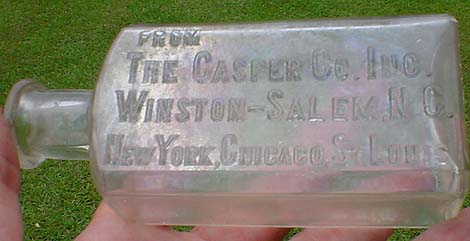 FROM
THE CASPER CO. INC.
WINSTON-SALEM, N.C.
NEW YORK, CHICAGO, ST LOUIS